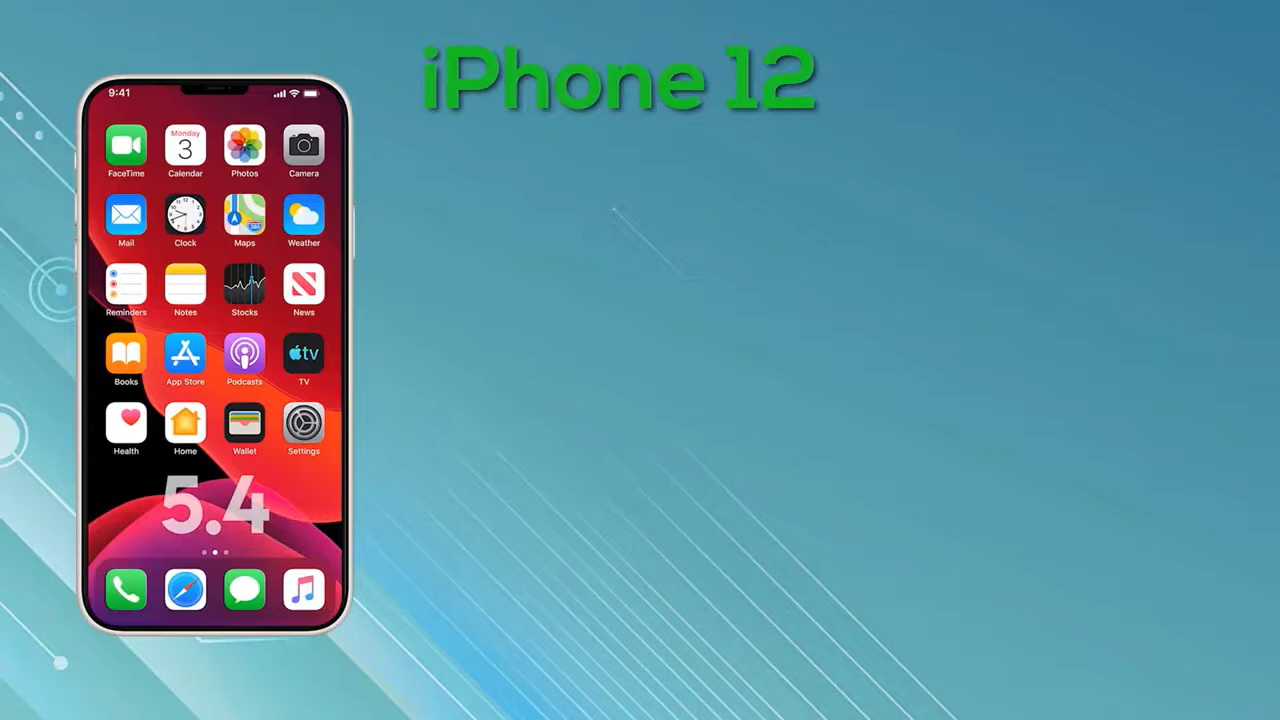 iPhone 12
9:41
Monday
3
FaceTime Calendar Photos Camera
Mail Clock Maps Weather
Reminders Notes Stocks News
tv
Books App Store Podcasts TV
Health Home Wallet Settings
5.4